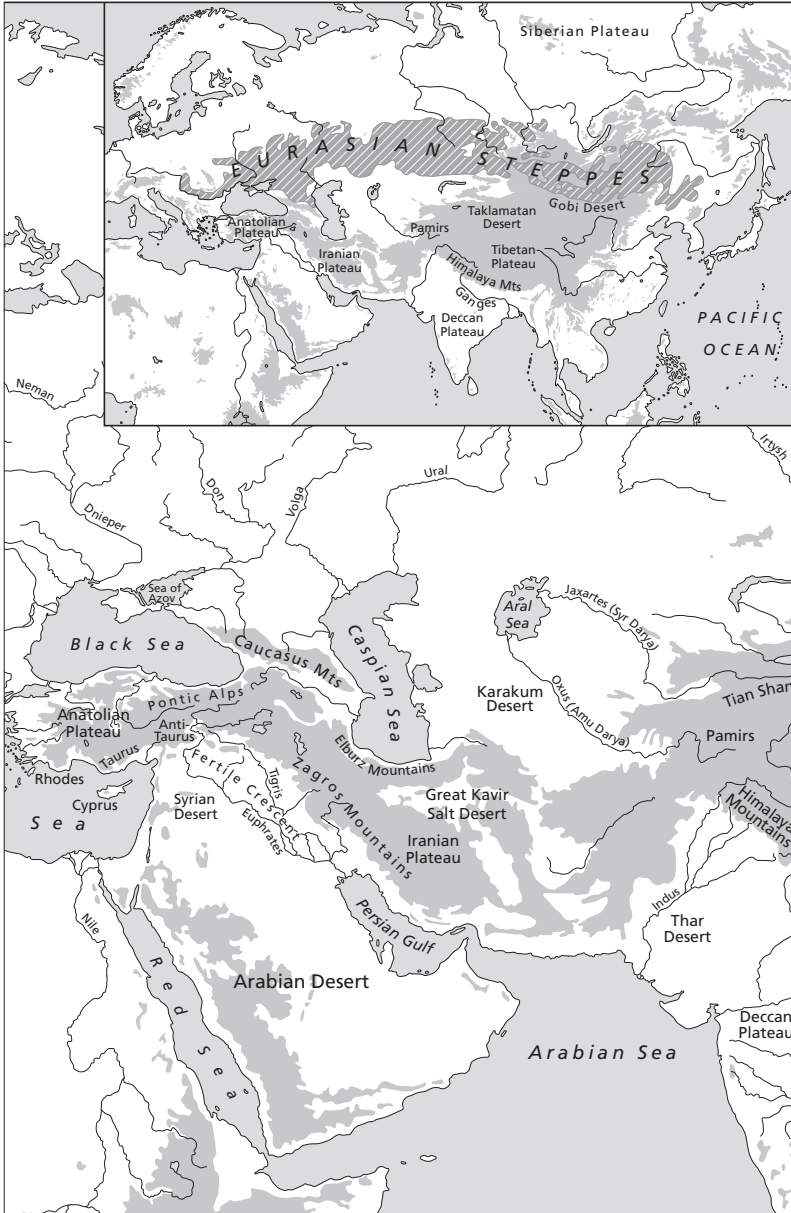 Siberian Plateau
EURASIAN STEPPES
Gobi Desert
Taklamatan
Desert
Anatolian
Plateau
Pamirs
Iranian
Plateau
Tibetan
Plateau
Himalaya Mts
Ganges
Deccan
Plateau
PACIFIC
OCEAN
Neman
Irtysh
Ural
Don
Volga
Dnieper
Sea of
Azov
Aral
Sea
Jaxartes (Syr Darya)
Black Sea
Caspian Sea
Caucasus Mts
Karakum
Desert
Oxus (Amu Darya)
Tian Shan
Pontic Alps
Anatolian
Plateau
Anti-
Taurus
Pamirs
Taurus
Elburz Mountains
Rhodes
Fertile Crescent
Tigris
Zagros Mountains
Cyprus
Syrian
Desert
Great Kavir
Salt Desert
Himalaya
Mountains
Sea
Euphrates
Iranian
Plateau
Indus
Nile
Persian Gulf
Thar
Desert
Red Sea
Arabian Desert
Deccan
Plateau
Arabian Sea